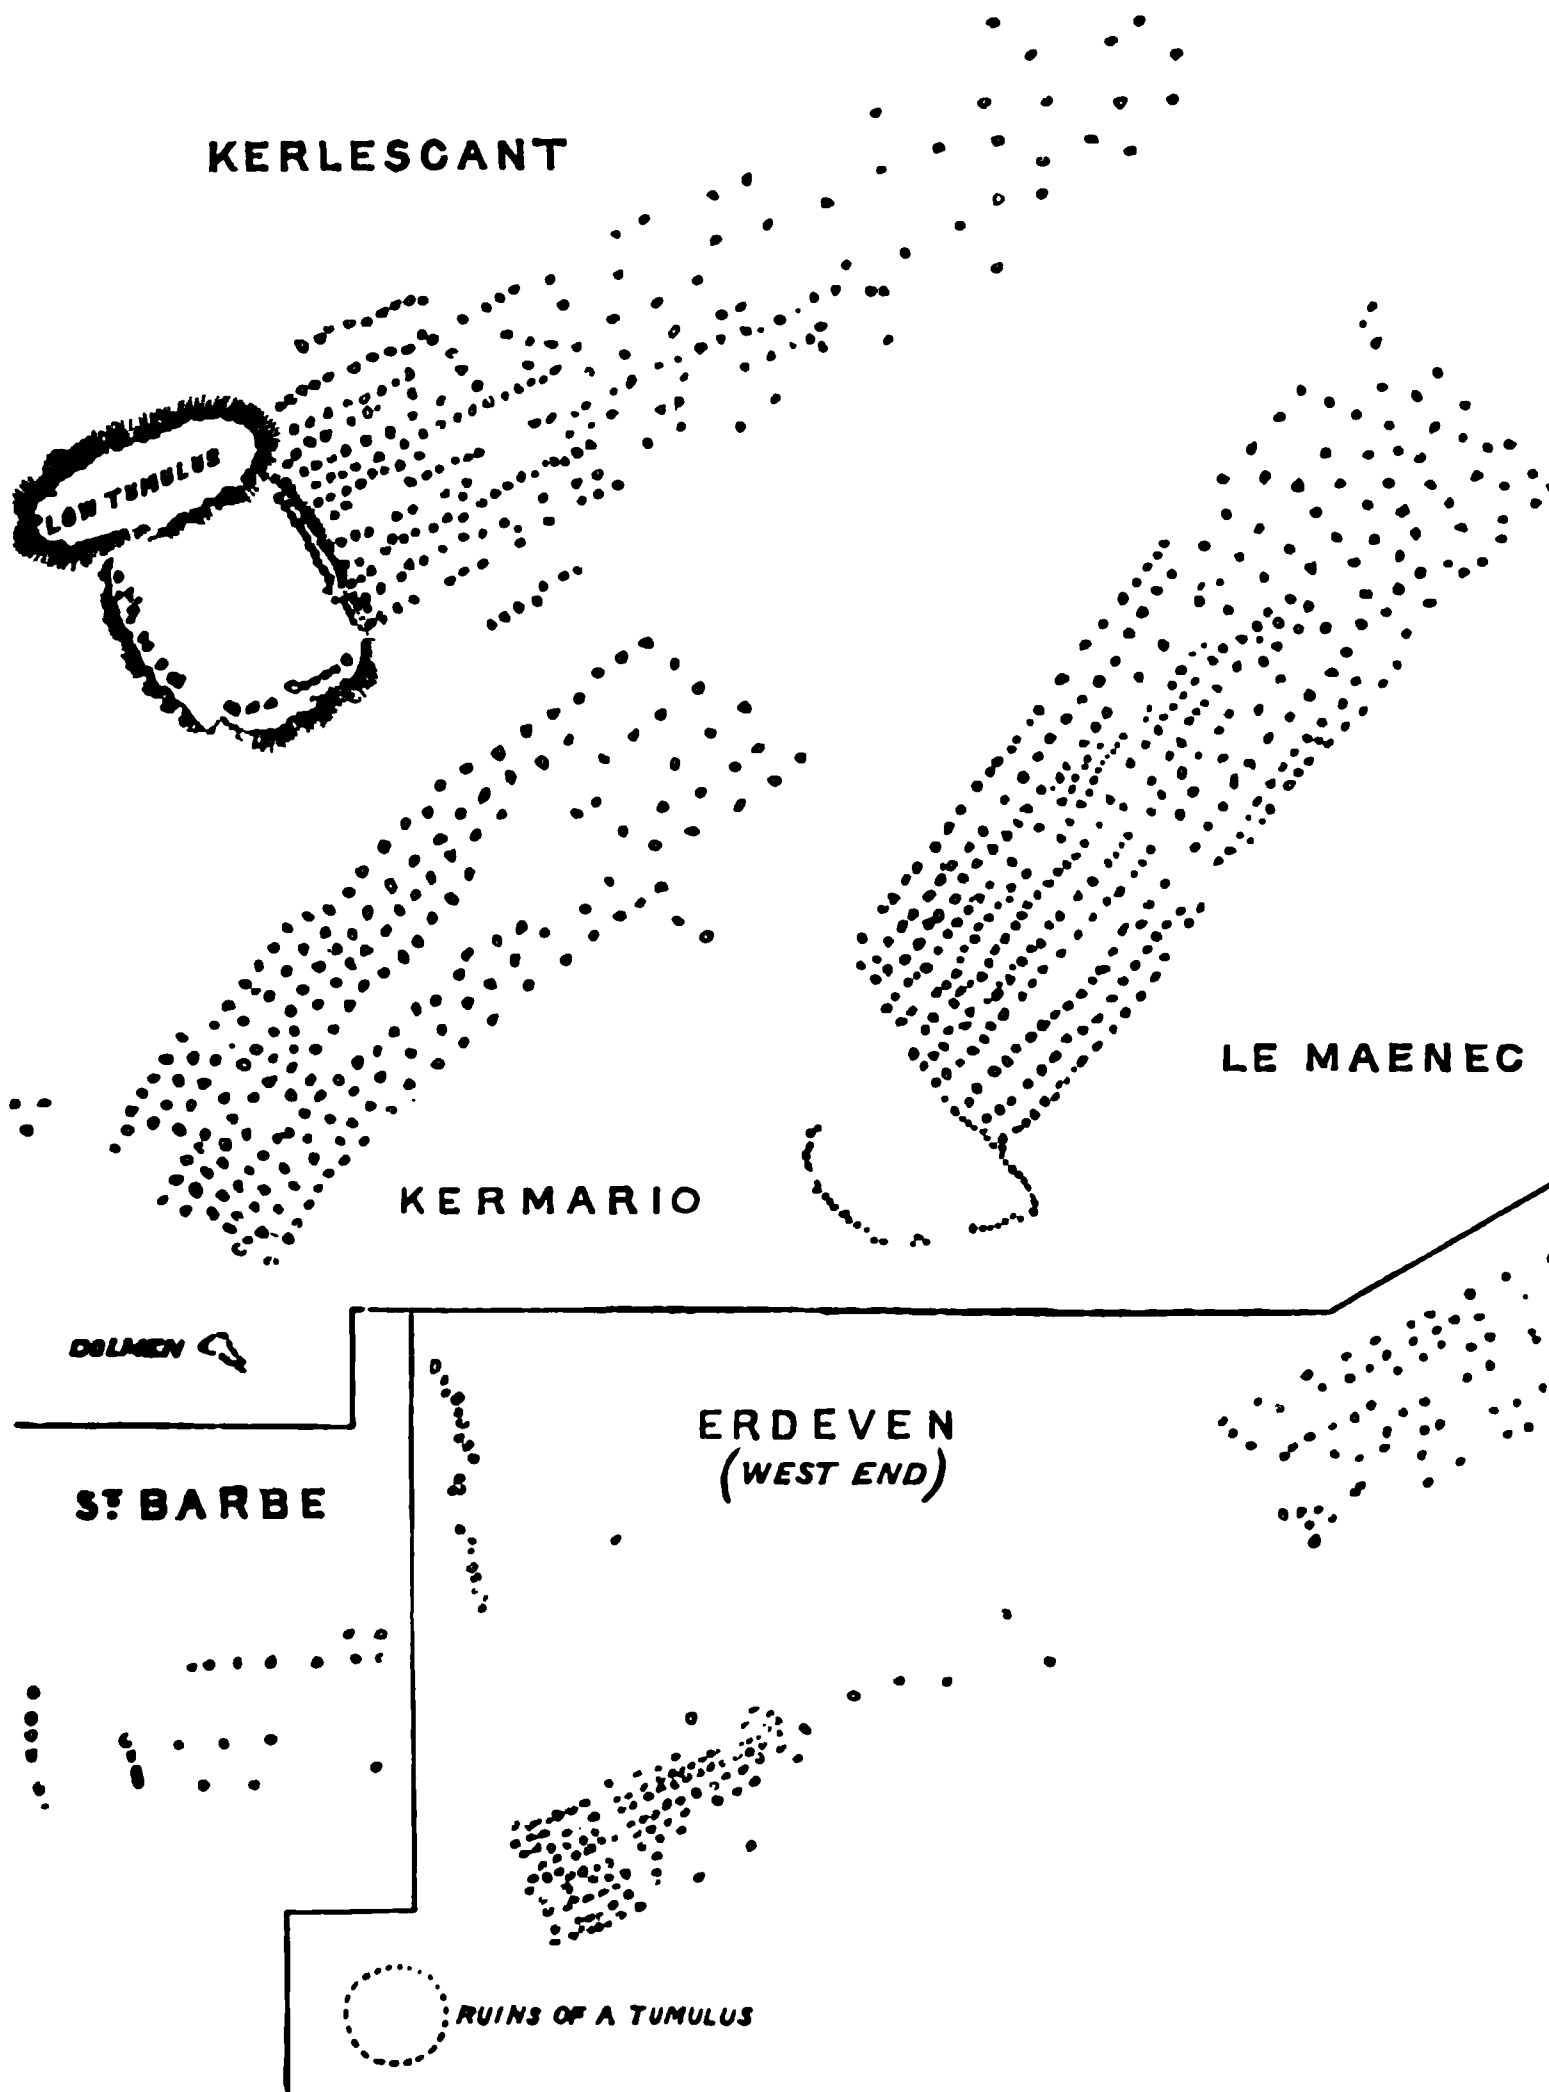 KERLESCANT
LOW TUMULUS
LE MAENEC
KERMARIO
DOLMEN
ERDEVEN
(WEST END)
ST BARBE
RUINS OF A TUMULUS